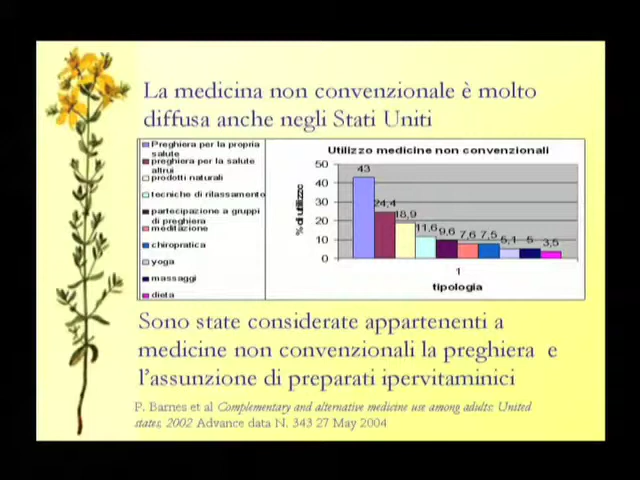 La medicina non convenzionale è molto
diffusa anche negli Stati Uniti
Preghiera per la propria
salute
preghiera per la salute
altrui
prodotti naturali
tecniche di rilassamento
partecipazione a gruppi
di preghiera
meditazione
chiropratica
yoga
massaggi
dieta
Utilizzo medicine non convenzionali
% di utilizzo
50
40
30
20
10
0
43
24,4
18,9
11,6
9,6
7,6
7,5
5,1
5
3,5
1
tipologia
Sono state considerate appartenenti a
medicine non convenzionali la preghiera e
l'assunzione di preparati ipervitaminici
P. Barnes et al Complementary and alternative medicine use among adults: United
states, 2002 Advance data N. 343 27 May 2004